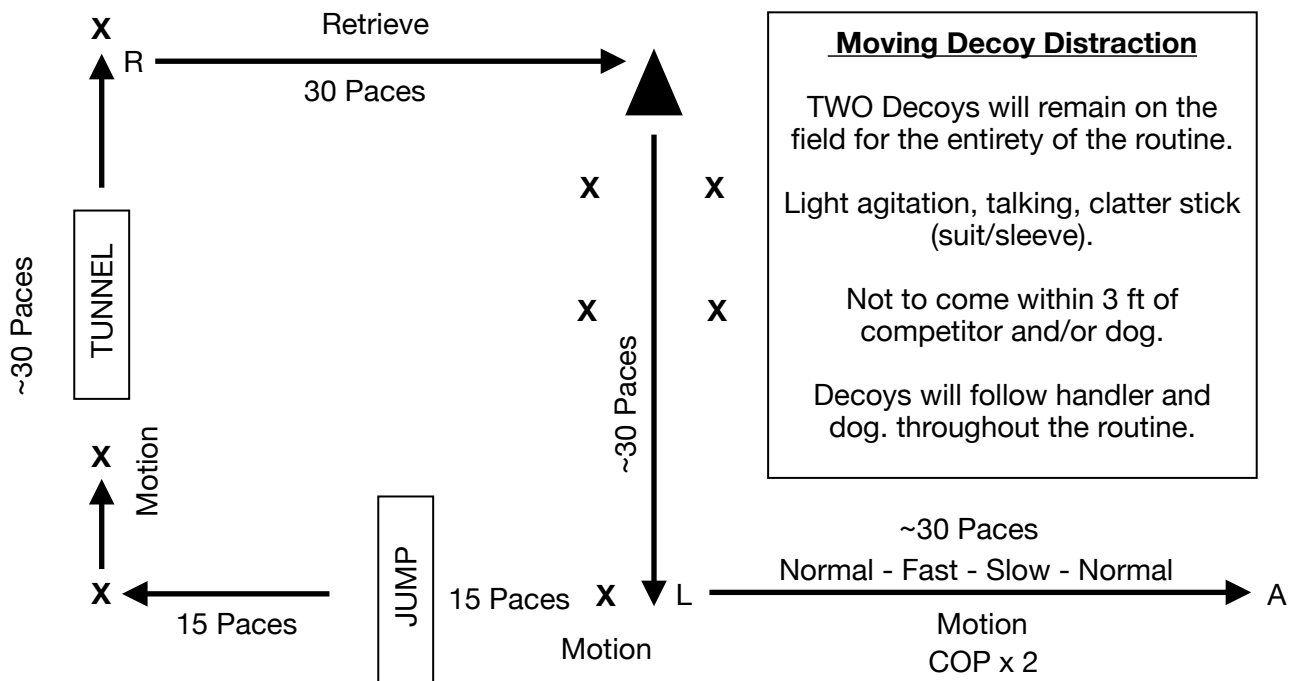 X
R
Retrieve
30 Paces
Moving Decoy Distraction
TWO Decoys will remain on the
field for the entirety of the routine.
Light agitation, talking, clatter stick
(suit/sleeve).
Not to come within 3 ft of
competitor and/or dog.
Decoys will follow handler and
dog. throughout the routine.
X X
X X
~30 Paces
TUNNEL
~30 Paces
X
Motion
X
15 Paces
JUMP
15 Paces
X
L
Motion
~30 Paces
Normal - Fast - Slow - Normal
A
Motion
COP x 2